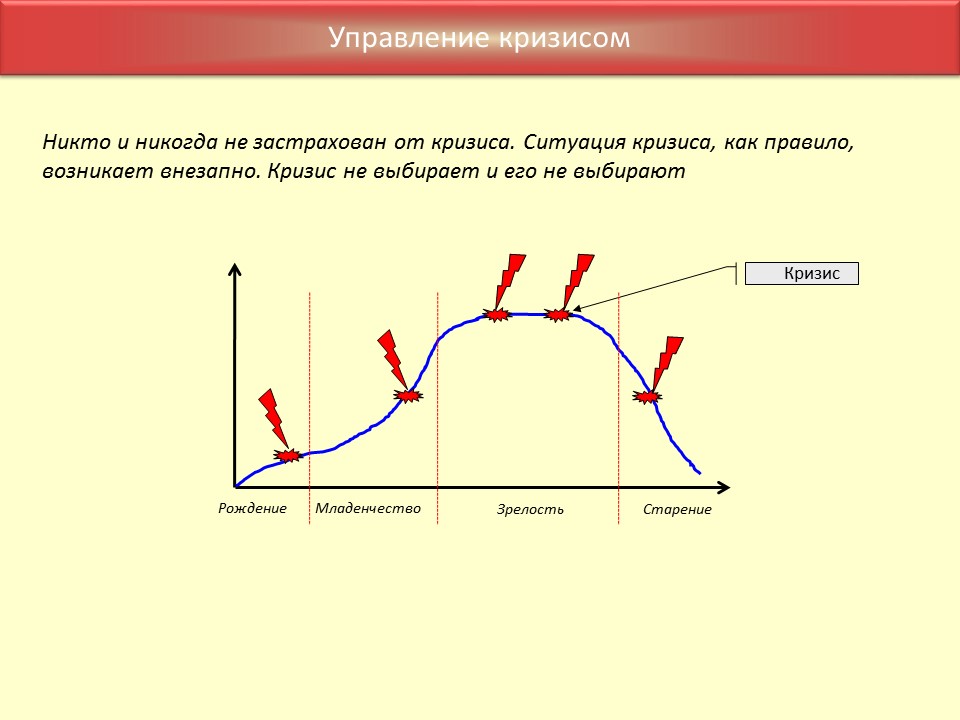 Управление кризисом
Никто и никогда не застрахован от кризиса. Ситуация кризиса, как правило,
возникает внезапно. Кризис не выбирает и его не выбирают
Кризис
Рождение
Младенчество
Зрелость
Старение